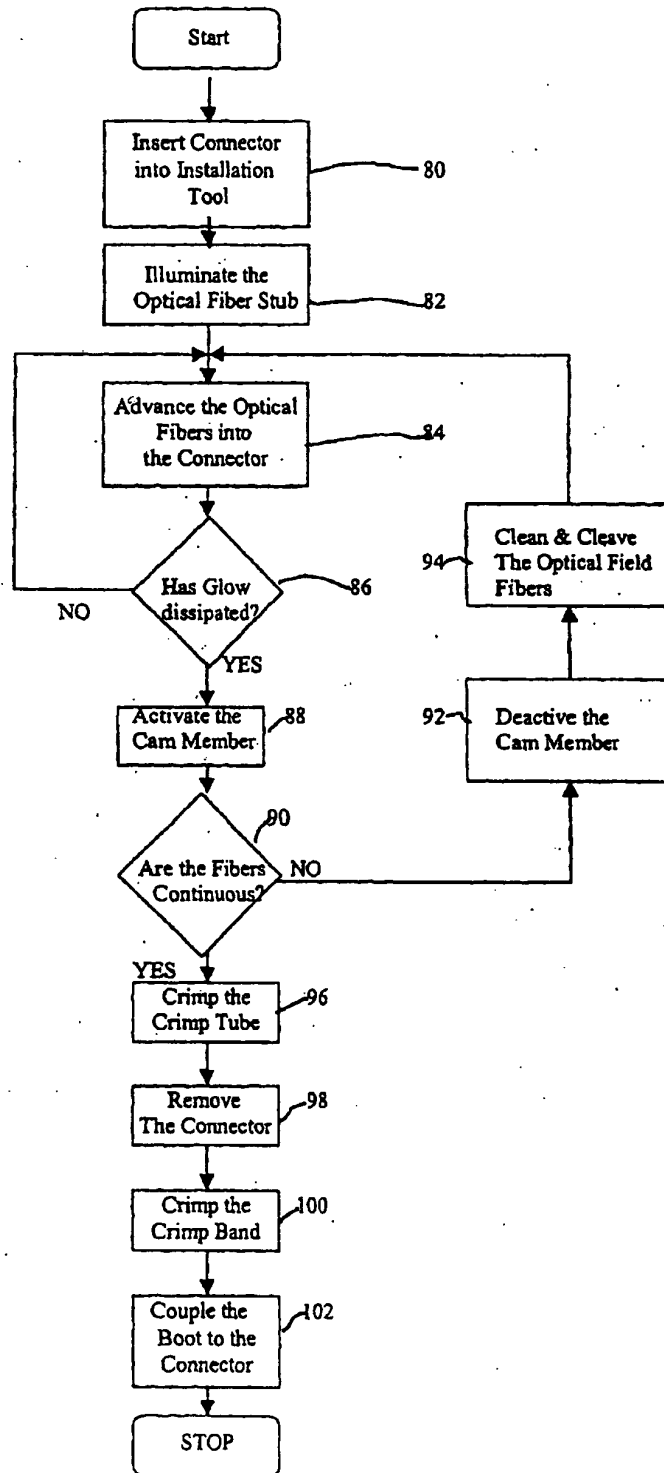 Start
Insert Connector
into Installation
Tool
80
Illuminate the
Optical Fiber Stub
82
Advance the Optical
Fibers into
the Connector
84
Has Glow
dissipated?
86
NO
YES
Activate the
Cam Member
88
Are the Fibers
Continuous?
90
NO
92
Deactive the
Cam Member
94
Clean & Cleave
The Optical Field
Fibers
YES
Crimp the
Crimp Tube
96
Remove
The Connector
98
Crimp the
Crimp Band
100
Couple the
Boot to the
Connector
102
STOP